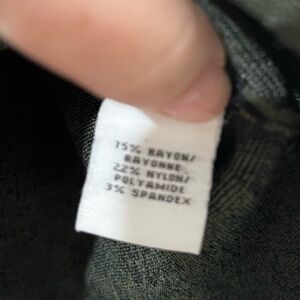 75% RAYON/
RAYONNE
22% NYLON/
POLYAMIDE
3% SPANDEX